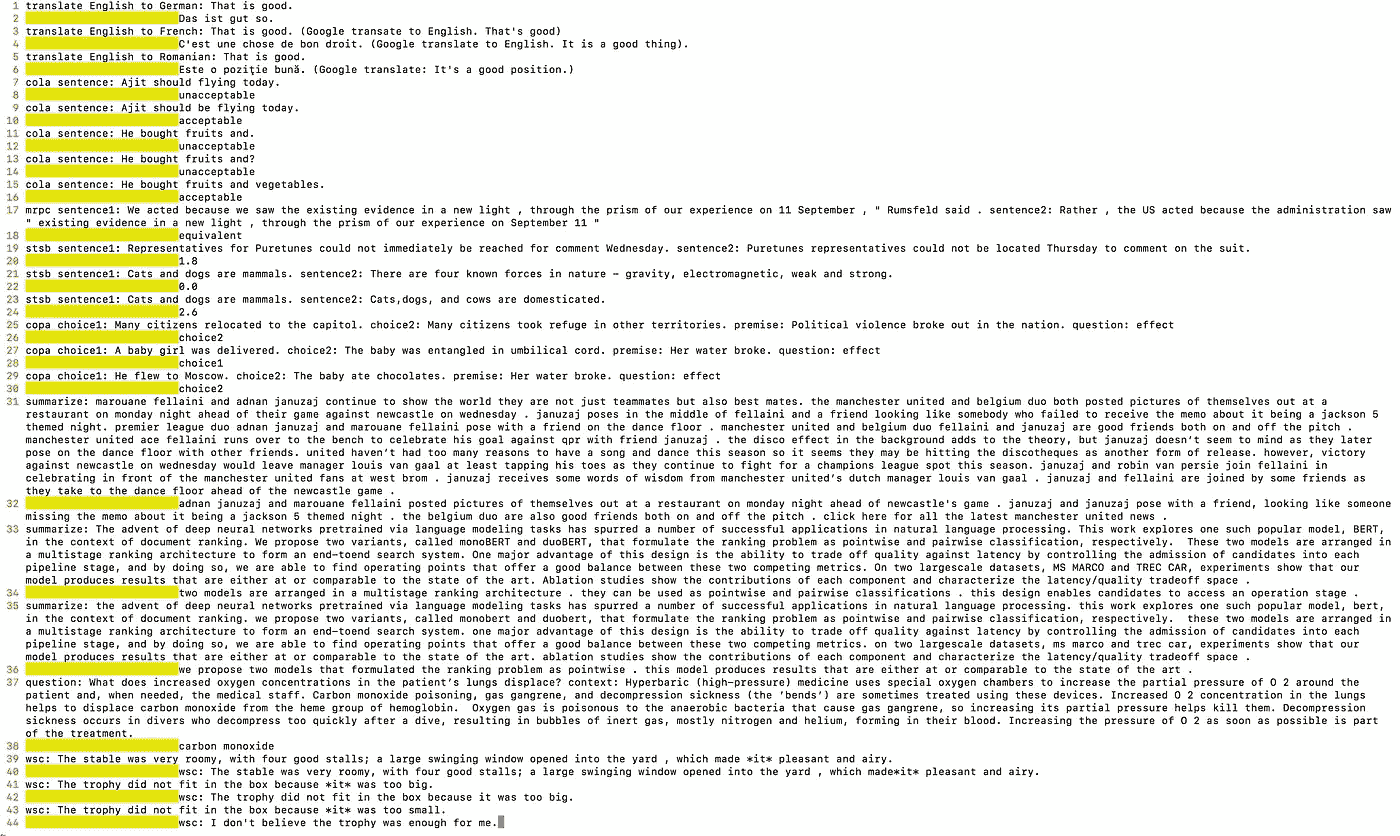 1 translate English to German: That is good.
2 Das ist gut so.
3 translate English to French: That is good. (Google transate to English. That's good)
4 C'est une chose de bon droit. (Google translate to English. It is a good thing).
5 translate English to Romanian: That is good.
6 Este o poziţie bună. (Google translate: It's a good position.)
7 cola sentence: Ajit should flying today.
8 unacceptable
9 cola sentence: Ajit should be flying today.
10 acceptable
11 cola sentence: He bought fruits and.
12 unacceptable
13 cola sentence: He bought fruits and?
14 unacceptable
15 cola sentence: He bought fruits and vegetables.
16 acceptable
17 mrpc sentence1: We acted because we saw the existing evidence in a new light , through the prism of our experience on 11 September , " Rumsfeld said . sentence2: Rather , the US acted because the administration saw
" existing evidence in a new light , through the prism of our experience on September 11 "
18 equivalent
19 stsb sentence1: Representatives for Puretunes could not immediately be reached for comment Wednesday. sentence2: Puretunes representatives could not be located Thursday to comment on the suit.
20 1.8
21 stsb sentence1: Cats and dogs are mammals. sentence2: There are four known forces in nature – gravity, electromagnetic, weak and strong.
22 0.0
23 stsb sentence1: Cats and dogs are mammals. sentence2: Cats,dogs, and cows are domesticated.
24 2.6
25 copa choice1: Many citizens relocated to the capitol. choice2: Many citizens took refuge in other territories. premise: Political violence broke out in the nation. question: effect
26 choice2
27 copa choice1: A baby girl was delivered. choice2: The baby was entangled in umbilical cord. premise: Her water broke. question: effect
28 choice1
29 copa choice1: He flew to Moscow. choice2: The baby ate chocolates. premise: Her water broke. question: effect
30 choice2
31 summarize: marouane fellaini and adnan januzaj continue to show the world they are not just teammates but also best mates. the manchester united and belgium duo both posted pictures of themselves out at a
restaurant on monday night ahead of their game against newcastle on wednesday . januzaj poses in the middle of fellaini and a friend looking like somebody who failed to receive the memo about it being a jackson 5
themed night. premier league duo adnan januzaj and marouane fellaini pose with a friend on the dance floor . manchester united and belgium duo fellaini and januzaj are good friends both on and off the pitch .
manchester united ace fellaini runs over to the bench to celebrate his goal against qpr with friend januzaj . the disco effect in the background adds to the theory, but januzaj doesn't seem to mind as they later
pose on the dance floor with other friends. united haven't had too many reasons to have a song and dance this season so it seems they may be hitting the discotheques as another form of release. however, victory
against newcastle on wednesday would leave manager louis van gaal at least tapping his toes as they continue to fight for a champions league spot this season. januzaj and robin van persie join fellaini in
celebrating in front of the manchester united fans at west brom . januzaj receives some words of wisdom from manchester united's dutch manager louis van gaal . januzaj and fellaini are joined by some friends as
they take to the dance floor ahead of the newcastle game .
32 adnan januzaj and marouane fellaini posted pictures of themselves out at a restaurant on monday night ahead of newcastle's game . januzaj and januzaj pose with a friend, looking like someone
missing the memo about it being a jackson 5 themed night . the belgium duo are also good friends both on and off the pitch . click here for all the latest manchester united news .
33 summarize: The advent of deep neural networks pretrained via language modeling tasks has spurred a number of successful applications in natural language processing. This work explores one such popular model, BERT,
in the context of document ranking. We propose two variants, called monoBERT and duoBERT, that formulate the ranking problem as pointwise and pairwise classification, respectively.  These two models are arranged in
a multistage ranking architecture to form an end-toend search system. One major advantage of this design is the ability to trade off quality against latency by controlling the admission of candidates into each
pipeline stage, and by doing so, we are able to find operating points that offer a good balance between these two competing metrics. On two largescale datasets, MS MARCO and TREC CAR, experiments show that our
model produces results that are either at or comparable to the state of the art. Ablation studies show the contributions of each component and characterize the latency/quality tradeoff space .
34 two models are arranged in a multistage ranking architecture . they can be used as pointwise and pairwise classifications . this design enables candidates to access an operation stage .
35 summarize: the advent of deep neural networks pretrained via language modeling tasks has spurred a number of successful applications in natural language processing. this work explores one such popular model, bert,
in the context of document ranking. we propose two variants, called monobert and duobert, that formulate the ranking problem as pointwise and pairwise classification, respectively.  these two models are arranged in
a multistage ranking architecture to form an end-toend search system. one major advantage of this design is the ability to trade off quality against latency by controlling the admission of candidates into each
pipeline stage, and by doing so, we are able to find operating points that offer a good balance between these two competing metrics. on two largescale datasets, ms marco and trec car, experiments show that our
model produces results that are either at or comparable to the state of the art. ablation studies show the contributions of each component and characterize the latency/quality tradeoff space .
36 we propose two models that formulated the ranking problem as pointwise . this model produces results that are either at or comparable to the state of the art .
37 question: What does increased oxygen concentrations in the patient's lungs displace? context: Hyperbaric (high-pressure) medicine uses special oxygen chambers to increase the partial pressure of O 2 around the
patient and, when needed, the medical staff. Carbon monoxide poisoning, gas gangrene, and decompression sickness (the 'bends') are sometimes treated using these devices. Increased O 2 concentration in the lungs
helps to displace carbon monoxide from the heme group of hemoglobin.  Oxygen gas is poisonous to the anaerobic bacteria that cause gas gangrene, so increasing its partial pressure helps kill them. Decompression
sickness occurs in divers who decompress too quickly after a dive, resulting in bubbles of inert gas, mostly nitrogen and helium, forming in their blood. Increasing the pressure of O 2 as soon as possible is part
of the treatment.
38 carbon monoxide
39 wsc: The stable was very roomy, with four good stalls; a large swinging window opened into the yard , which made *it* pleasant and airy.
40 wsc: The stable was very roomy, with four good stalls; a large swinging window opened into the yard , which made*it* pleasant and airy.
41 wsc: The trophy did not fit in the box because *it* was too big.
42 wsc: The trophy did not fit in the box because it was too big.
43 wsc: The trophy did not fit in the box because *it* was too small.
44 wsc: I don't believe the trophy was enough for me.